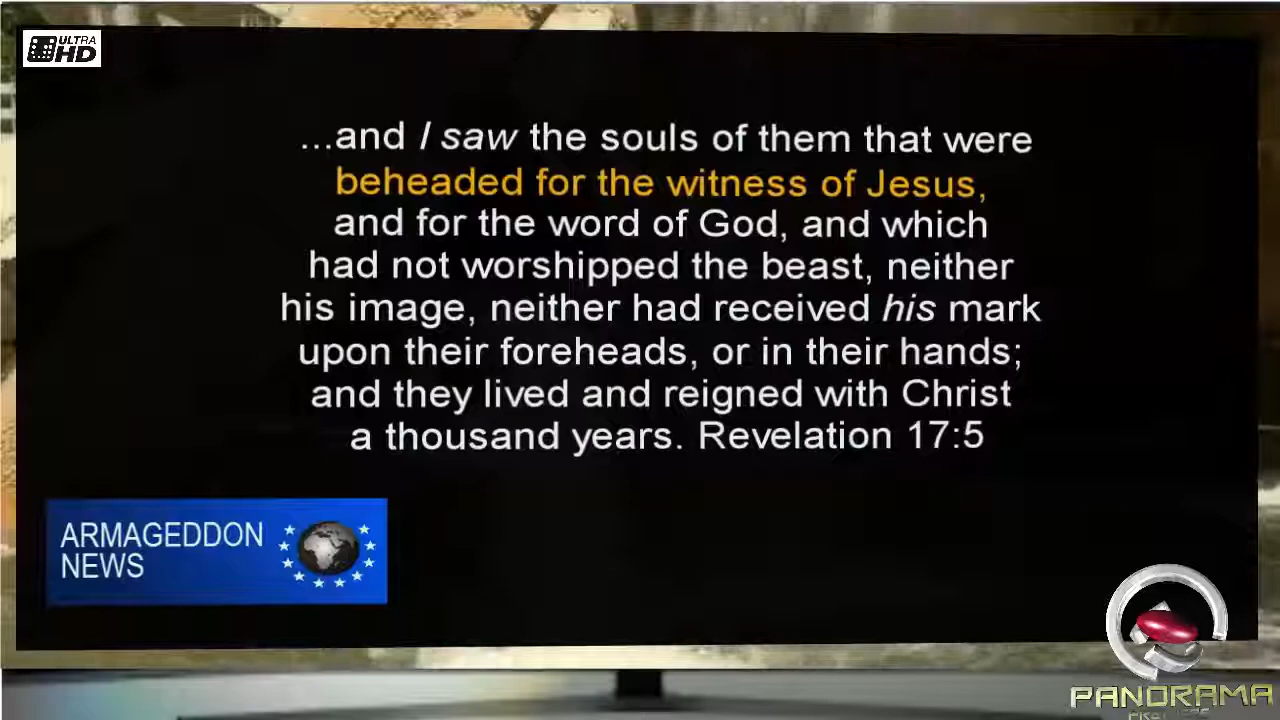 ULTRA
HD
...and I saw the souls of them that were
beheaded for the witness of Jesus,
and for the word of God, and which
had not worshipped the beast, neither
his image, neither had received his mark
upon their foreheads, or in their hands;
and they lived and reigned with Christ
a thousand years. Revelation 17:5
ARMAGEDDON
NEWS
PANORAMA